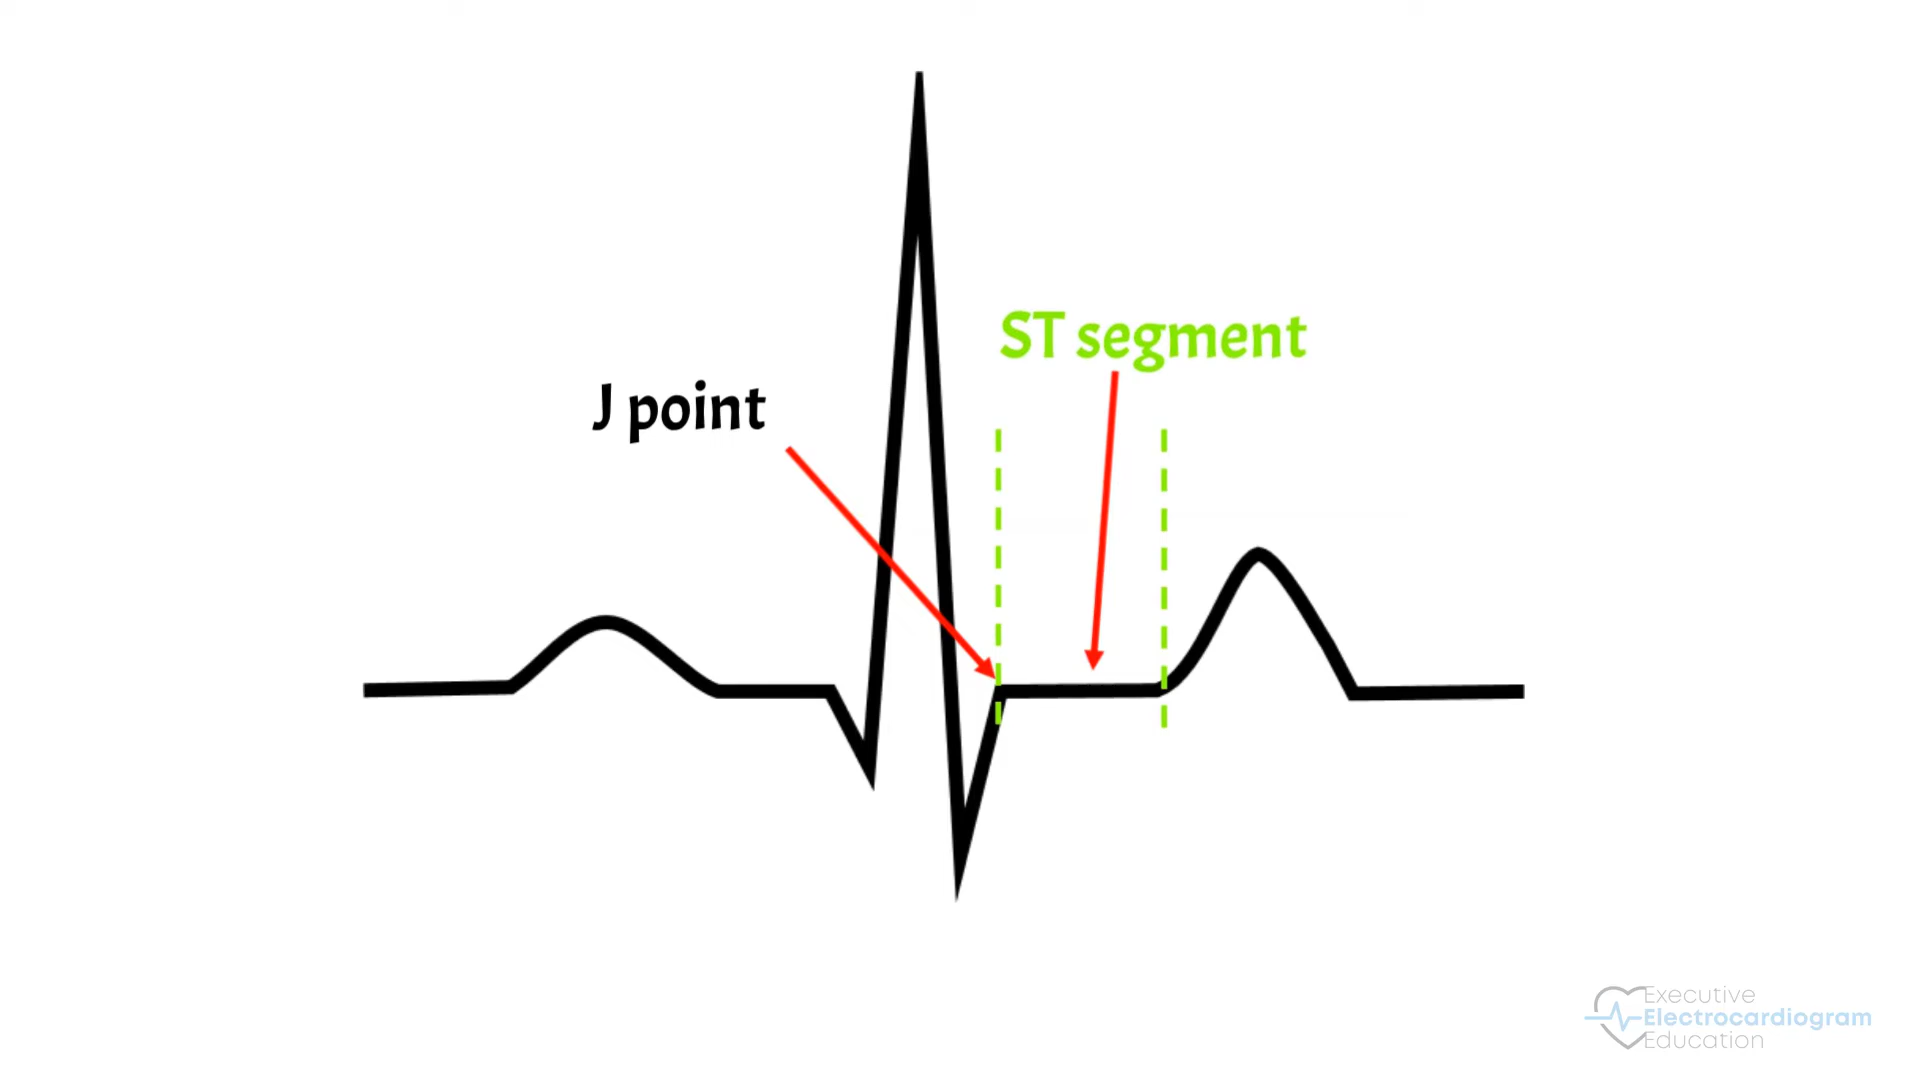 ST segment
J point
Executive
Electrocardiogram
Education